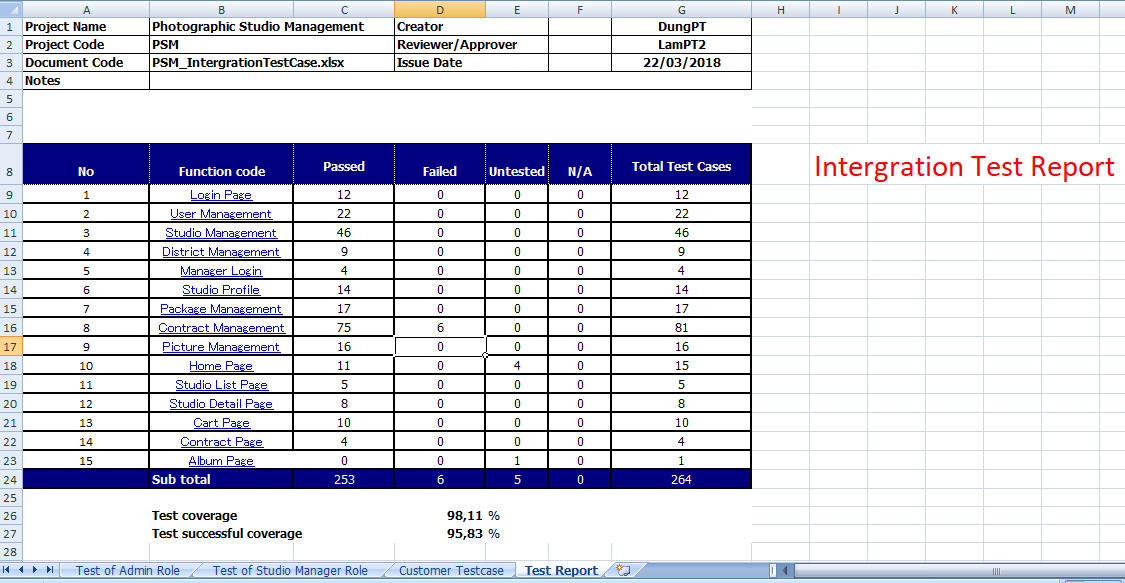 A B C D E F G H I J K L M
1 Project Name Photographic Studio Management Creator DungPT
2 Project Code PSM Reviewer/Approver LamPT2
3 Document Code PSM_IntergrationTestCase.xlsx Issue Date 22/03/2018
4 Notes
5
6
7
8 No Function code Passed Failed Untested N/A Total Test Cases Intergration Test Report
9 1 Login Page 12 0 0 0 12
10 2 User Management 22 0 0 0 22
11 3 Studio Management 46 0 0 0 46
12 4 District Management 9 0 0 0 9
13 5 Manager Login 4 0 0 0 4
14 6 Studio Profile 14 0 0 0 14
15 7 Package Management 17 0 0 0 17
16 8 Contract Management 75 6 0 0 81
17 9 Picture Management 16 0 0 0 16
18 10 Home Page 11 0 4 0 15
19 11 Studio List Page 5 0 0 0 5
20 12 Studio Detail Page 8 0 0 0 8
21 13 Cart Page 10 0 0 0 10
22 14 Contract Page 4 0 0 0 4
23 15 Album Page 0 0 1 0 1
24 Sub total 253 6 5 0 264
25
26 Test coverage 98,11 %
27 Test successful coverage 95,83 %
28
Test of Admin Role Test of Studio Manager Role Customer Testcase Test Report